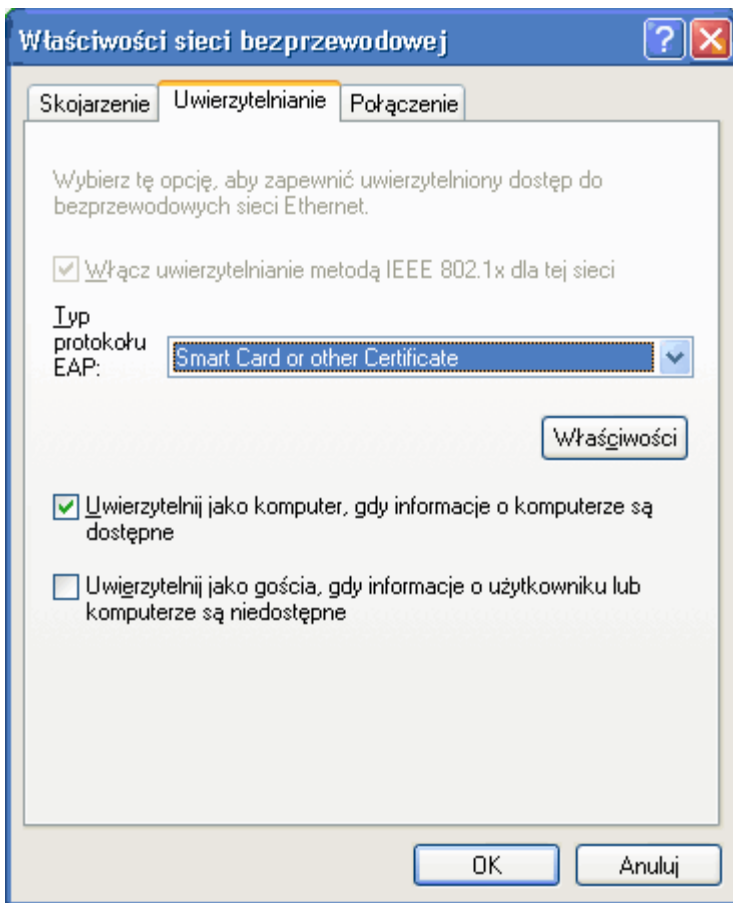 Właściwości sieci bezprzewodowej
Skojarzenie Uwierzytelnianie Połączenie
Wybierz tę opcję, aby zapewnić uwierzytelniony dostęp do
bezprzewodowych sieci Ethernet.
Włącz uwierzytelnianie metodą IEEE 802.1x dla tej sieci
Typ
protokołu
EAP:
Smart Card or other Certificate
Właściwości
Uwierzytelnij jako komputer, gdy informacje o komputerze są
dostępne
Uwierzytelnij jako gościa, gdy informacje o użytkowniku lub
komputerze są niedostępne
OK Anuluj